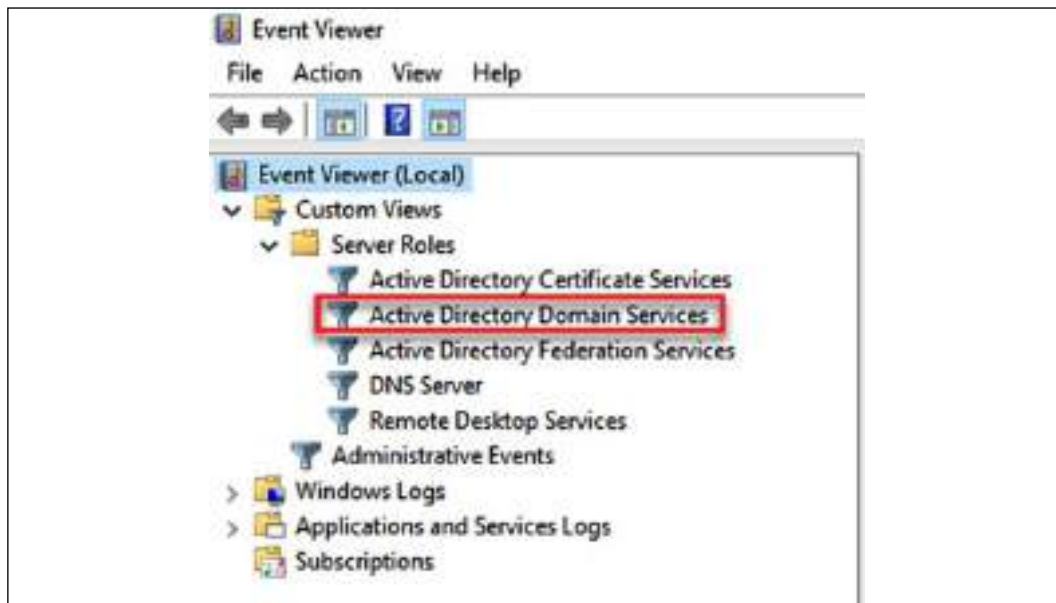 Event Viewer
File Action View Help
?
Event Viewer (Local)
Custom Views
Server Roles
Active Directory Certificate Services
Active Directory Domain Services
Active Directory Federation Services
DNS Server
Remote Desktop Services
Administrative Events
Windows Logs
Applications and Services Logs
Subscriptions